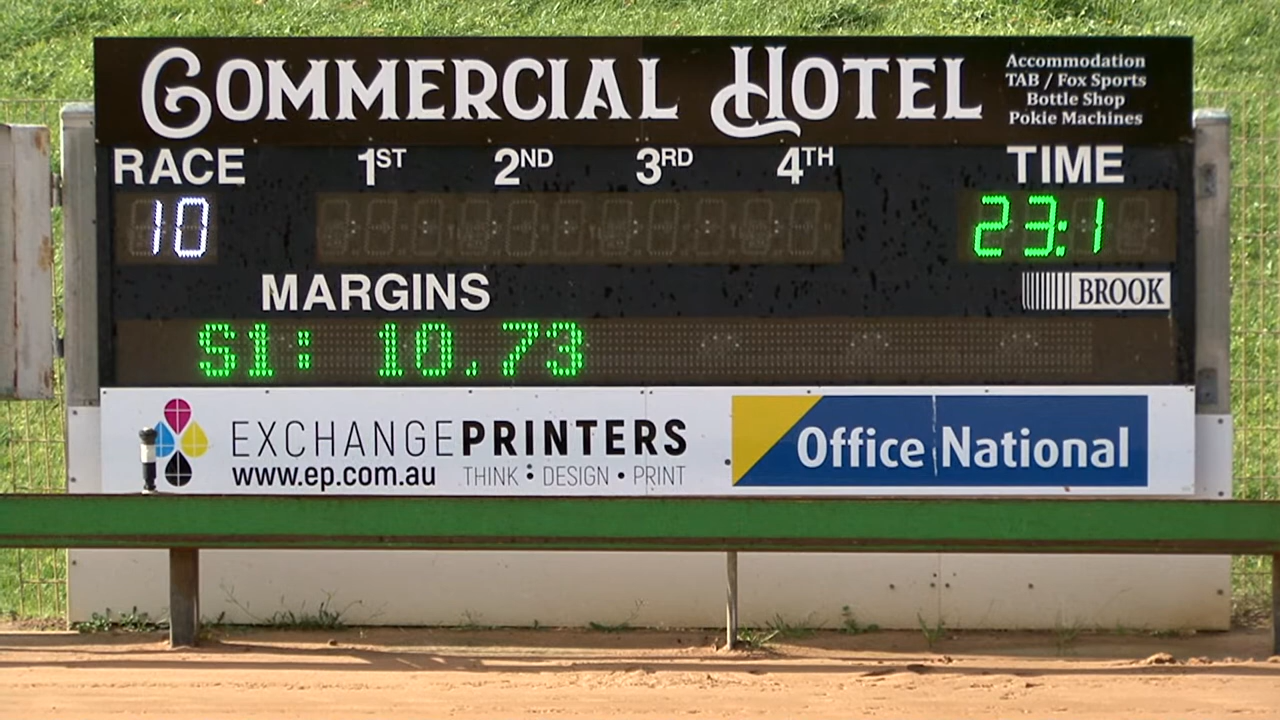 COMMERCIAL HOTEL
Accommodation
TAB / Fox Sports
Bottle Shop
Pokie Machines
RACE 1ST 2ND 3RD 4TH TIME
10 23:1
MARGINS
BROOK
S1: 10.73
EXCHANGEPRINTERS
www.ep.com.au THINK • DESIGN • PRINT
Office National